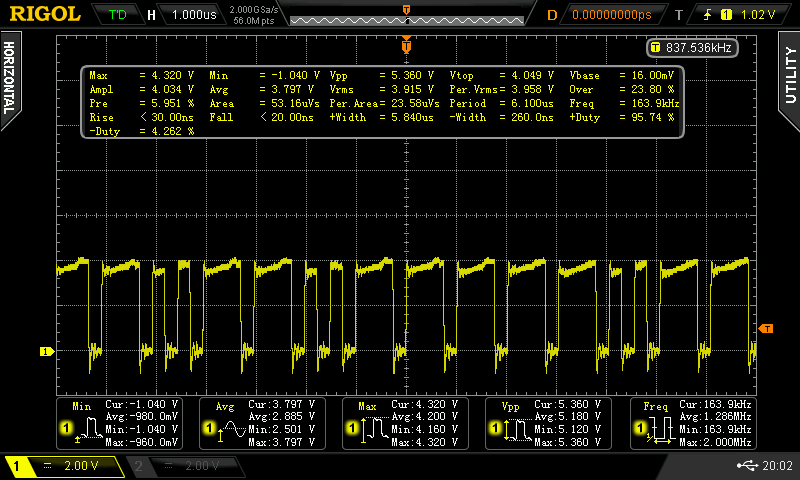 RIGOL T'D H 1.000us 2.000GSa/s 56.0M pts D 0.00000000ps T 1 1.02 V
HORIZONTAL
UTILITY
T 837.536kHz
Max = 4.320 V Min = -1.040 V Vpp = 5.360 V Vtop = 4.049 V Vbase = 16.00mV
Ampl = 4.034 V Avg = 3.797 V Vrms = 3.915 V Per.Vrms= 3.958 V Over = 23.80 %
Pre = 5.951 % Area = 53.16uVs Per.Area= 23.58uVs Period = 6.100us Freq = 163.9kHz
Rise < 30.00ns Fall < 20.00ns +Width = 5.840us -Width = 260.0ns +Duty = 95.74 %
-Duty = 4.262 %
T
1
T
Min Cur:-1.040 V
Avg:-980.0mV
1 Min:-1.040 V
Max:-960.0mV
Avg Cur:3.797 V
Avg:2.885 V
1 Min:2.501 V
Max:3.797 V
Max Cur:4.320 V
Avg:4.200 V
1 Min:4.160 V
Max:4.320 V
Vpp Cur:5.360 V
Avg:5.180 V
1 Min:5.120 V
Max:5.360 V
Freq Cur:163.9kHz
Avg:1.286MHz
1 Min:163.9kHz
Max:2.000MHz
1 2.00 V 2 2.00 V 20:02